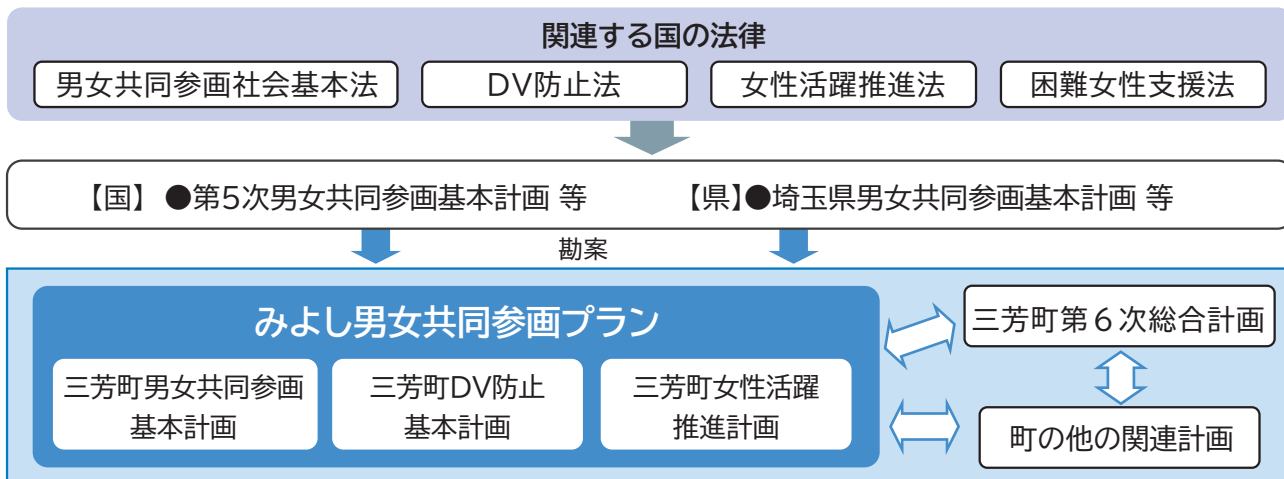 関連する国の法律
男女共同参画社会基本法 DV防止法 女性活躍推進法 困難女性支援法
【国】●第5次男女共同参画基本計画 等 【県】●埼玉県男女共同参画基本計画 等
勘案
みよし男女共同参画プラン
三芳町男女共同参画
基本計画
三芳町DV防止
基本計画
三芳町女性活躍
推進計画
三芳町第6次総合計画
町の他の関連計画